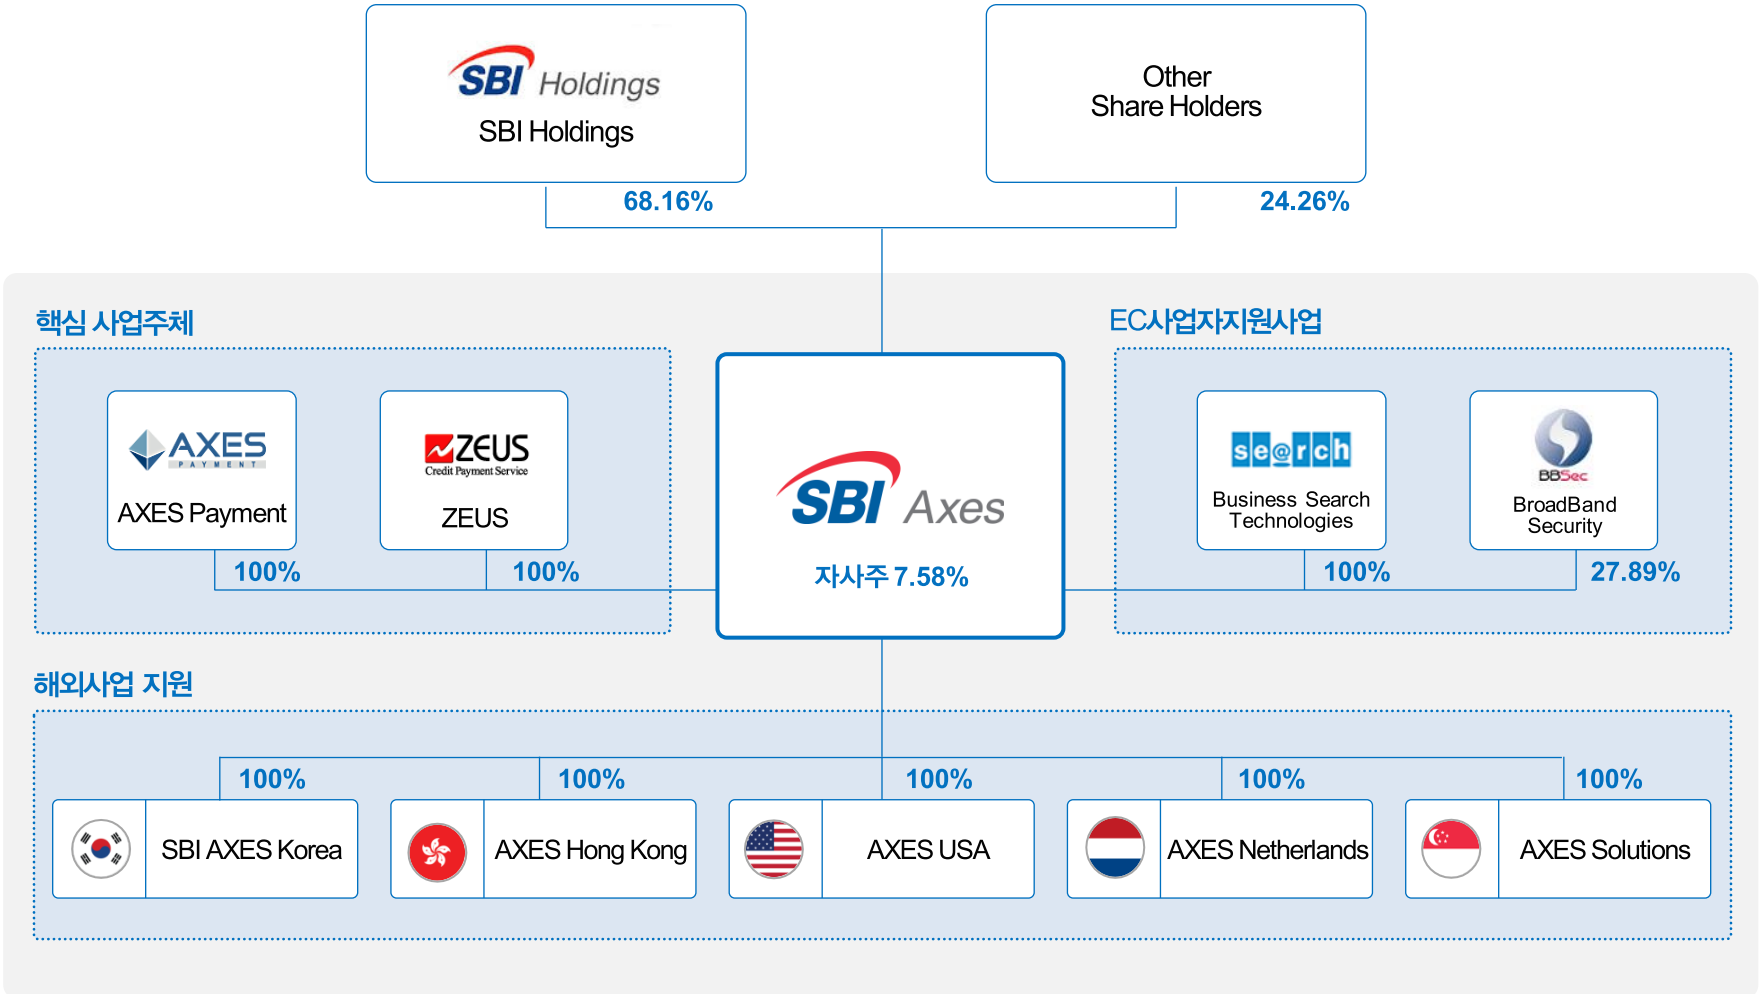 SBI Holdings
SBI Holdings
68.16%
Other
Share Holders
24.26%
핵심 사업주체
AXES
PAYMENT
AXES Payment
100%
ZEUS
Credit Payment Service
ZEUS
100%
SBI Axes
자사주 7.58%
EC사업자지원사업
se@rch
Business Search
Technologies
100%
BBSec
BroadBand
Security
27.89%
해외사업 지원
100%
SBI AXES Korea
100%
AXES Hong Kong
100%
AXES USA
100%
AXES Netherlands
100%
AXES Solutions